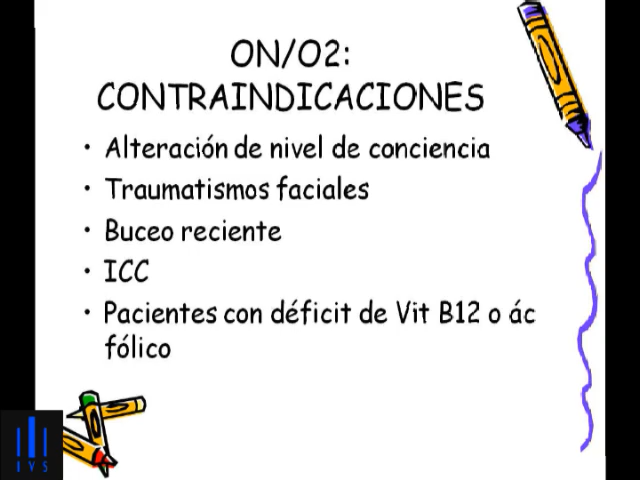 ON/O2:
CONTRAINDICACIONES
• Alteración de nivel de conciencia
• Traumatismos faciales
• Buceo reciente
• ICC
• Pacientes con déficit de Vit B12 o ác
fólico
IVS